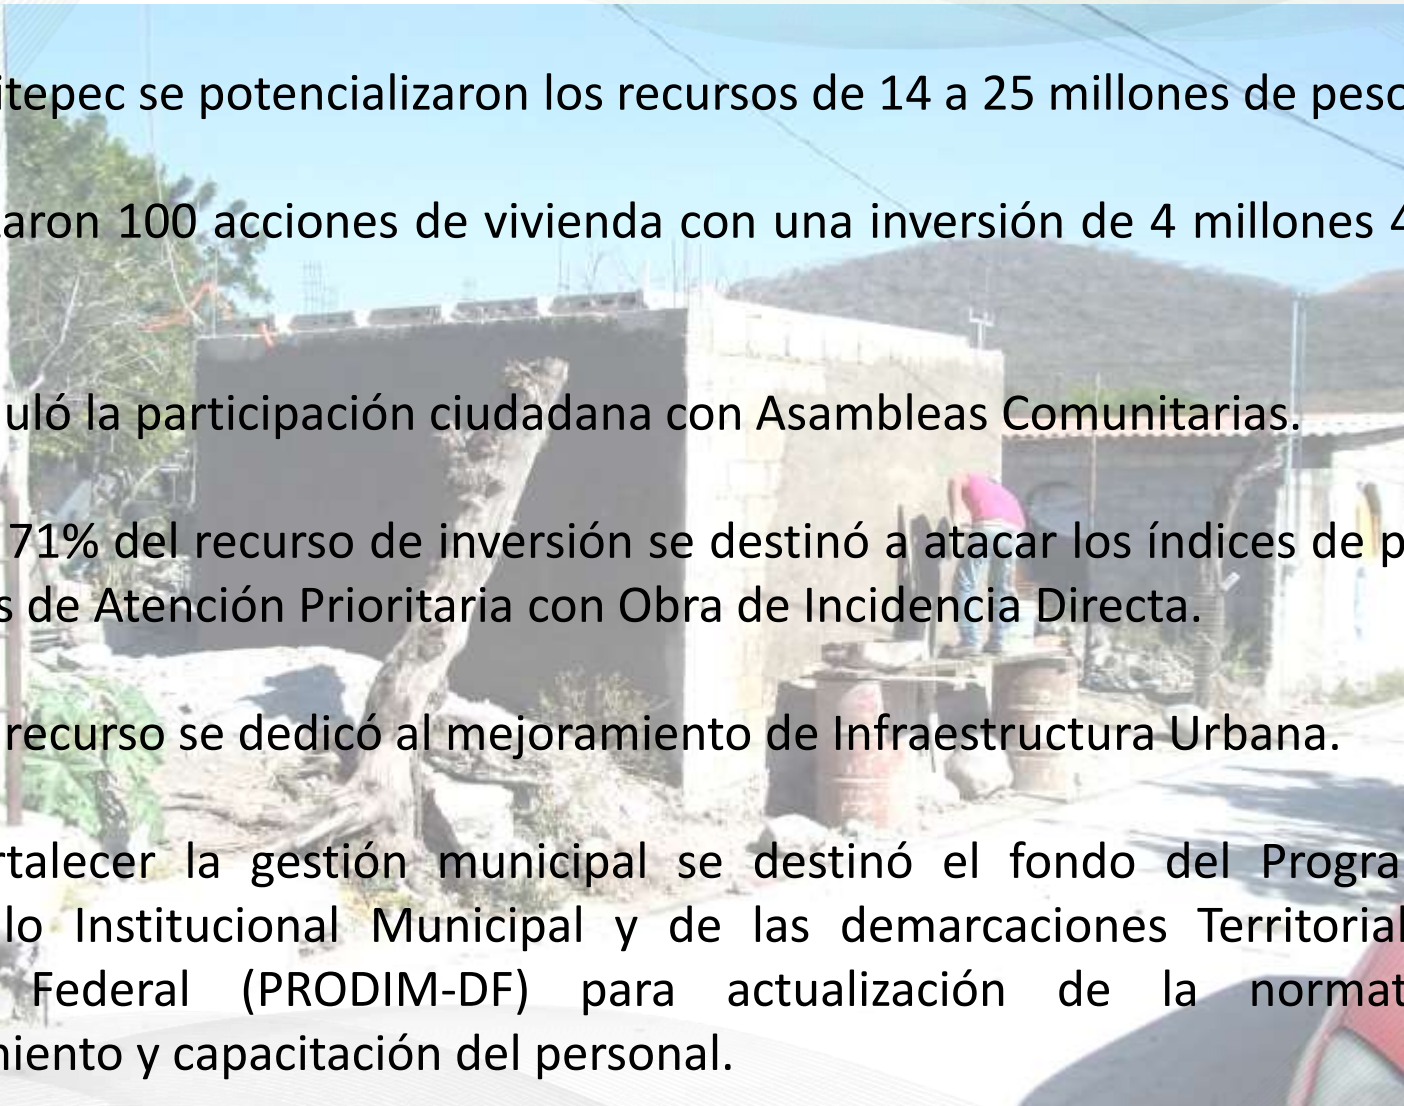 itepec se potencializaron los recursos de 14 a 25 millones de peso
aron 100 acciones de vivienda con una inversión de 4 millones 4
uló la participación ciudadana con Asambleas Comunitarias.
71% del recurso de inversión se destinó a atacar los índices de p
s de Atención Prioritaria con Obra de Incidencia Directa.
recurso se dedicó al mejoramiento de Infraestructura Urbana.
rtalecer la gestión municipal se destinó el fondo del Progra
lo Institucional Municipal y de las demarcaciones Territorial
Federal (PRODIM-DF) para actualización de la normat
miento y capacitación del personal.